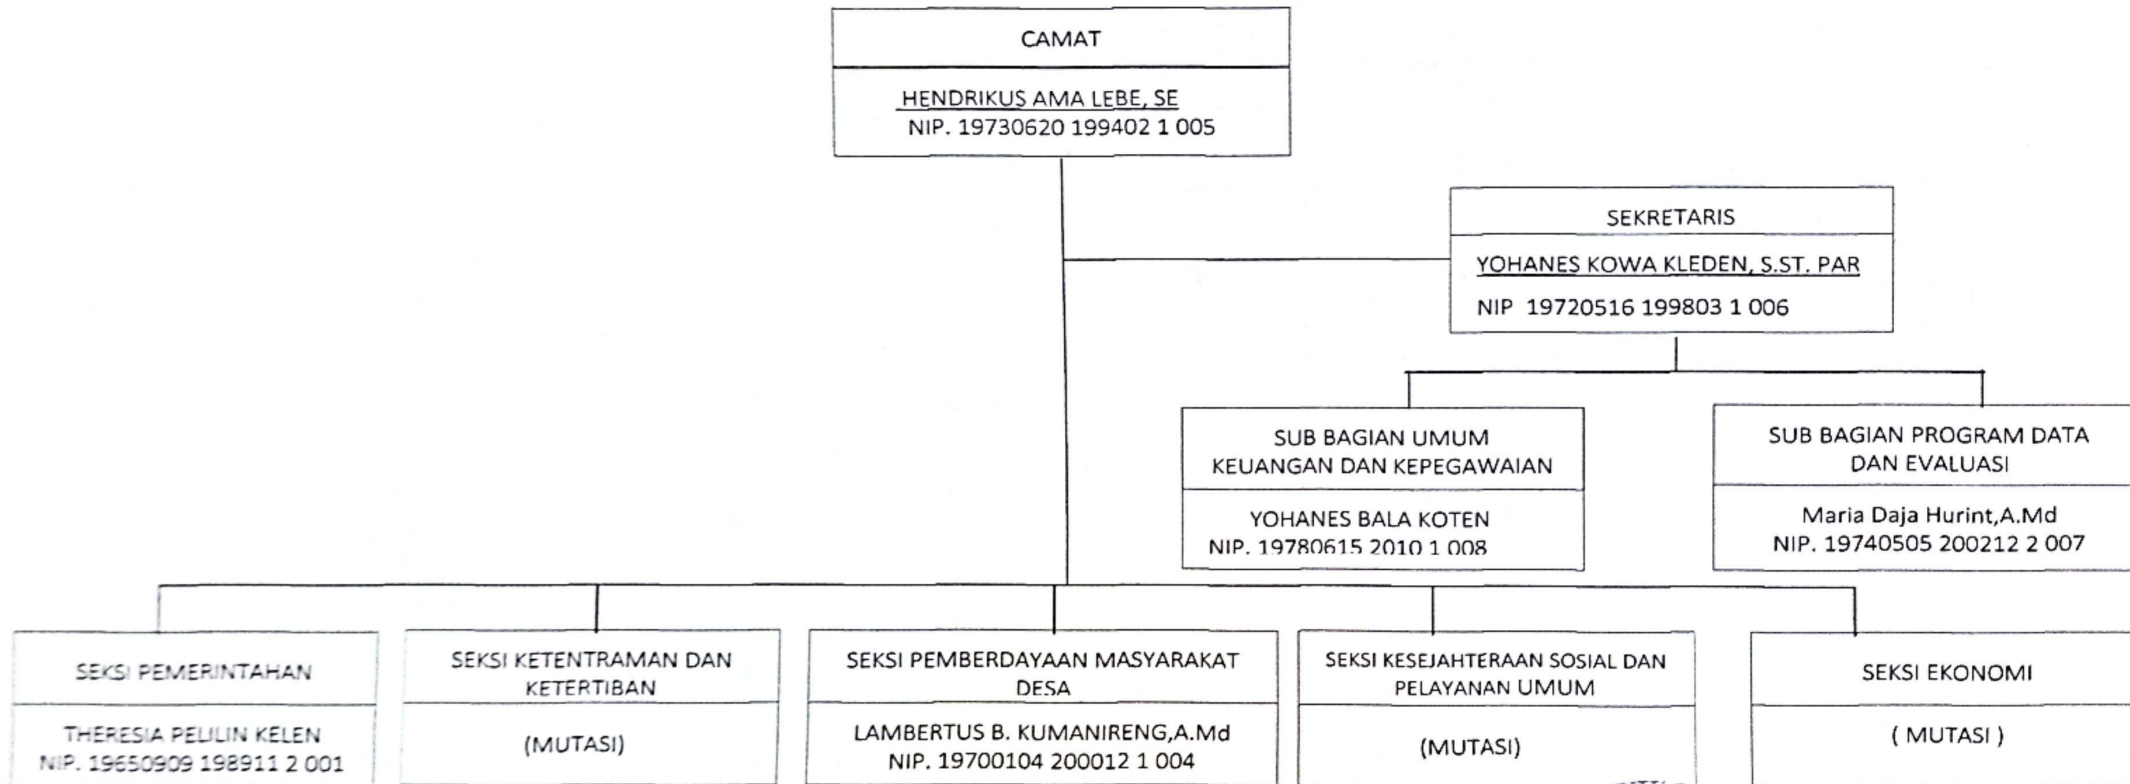 CAMAT
HENDRIKUS AMA LEBE, SE
NIP. 19730620 199402 1 005
SEKRETARIS
YOHANES KOWA KLEDEN, S.ST. PAR
NIP 19720516 199803 1 006
SUB BAGIAN UMUM
KEUANGAN DAN KEPEGAWAIAN
YOHANES BALA KOTEN
NIP. 19780615 2010 1 008
SUB BAGIAN PROGRAM DATA
DAN EVALUASI
Maria Daja Hurint,A.Md
NIP. 19740505 200212 2 007
SEKSI PEMERINTAHAN
THERESIA PELILIN KELEN
NIP. 19650909 198911 2 001
SEKSI KETENTRAMAN DAN
KETERTIBAN
(MUTASI)
SEKSI PEMBERDAYAAN MASYARAKAT
DESA
LAMBERTUS B. KUMANIRENG,A.Md
NIP. 19700104 200012 1 004
SEKSI KESEJAHTERAAN SOSIAL DAN
PELAYANAN UMUM
(MUTASI)
SEKSI EKONOMI
( MUTASI )